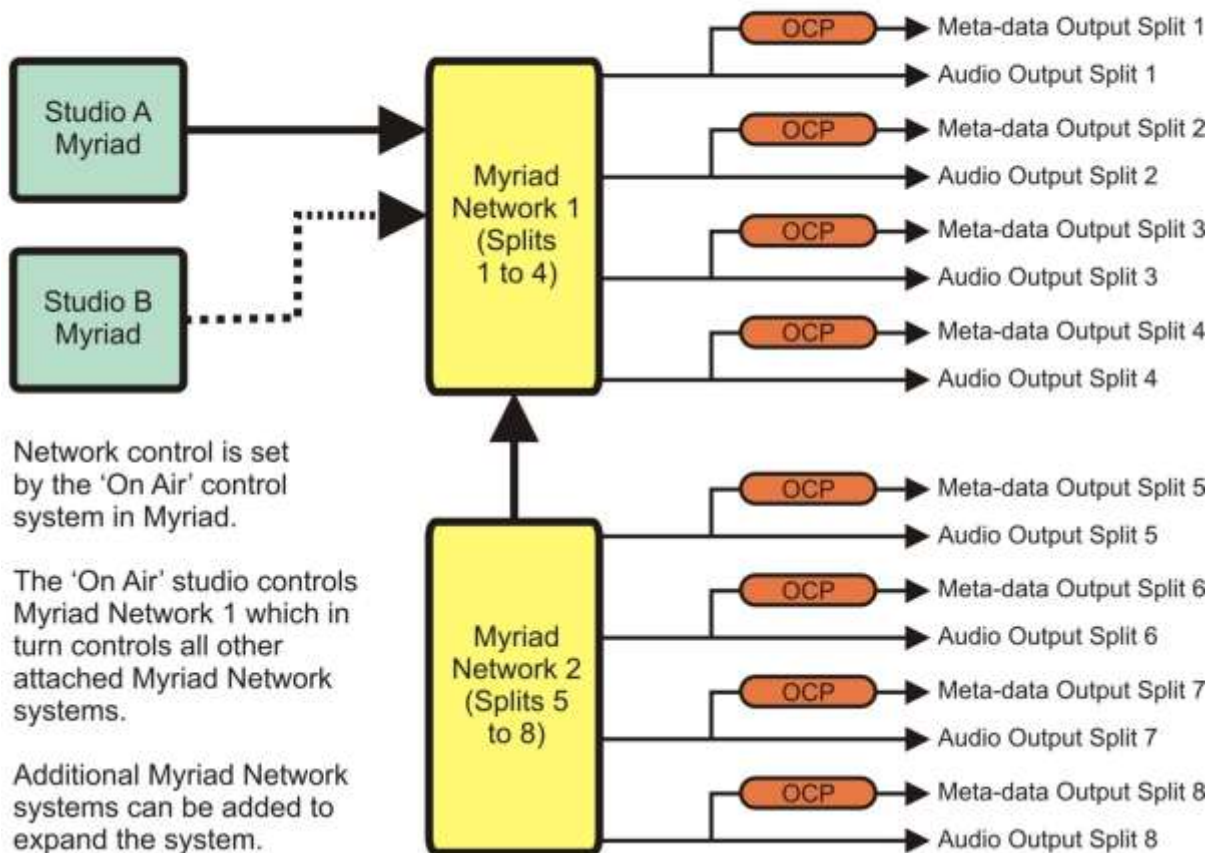 Studio A
Myriad
Studio B
Myriad
Network control is set
by the ‘On Air’ control
system in Myriad.
The ‘On Air’ studio controls
Myriad Network 1 which in
turn controls all other
attached Myriad Network
systems.
Additional Myriad Network
systems can be added to
expand the system.
Myriad
Network 1
(Splits
1 to 4)
OCP
Meta-data Output Split 1
Audio Output Split 1
OCP
Meta-data Output Split 2
Audio Output Split 2
OCP
Meta-data Output Split 3
Audio Output Split 3
OCP
Meta-data Output Split 4
Audio Output Split 4
Myriad
Network 2
(Splits 5
to 8)
OCP
Meta-data Output Split 5
Audio Output Split 5
OCP
Meta-data Output Split 6
Audio Output Split 6
OCP
Meta-data Output Split 7
Audio Output Split 7
OCP
Meta-data Output Split 8
Audio Output Split 8